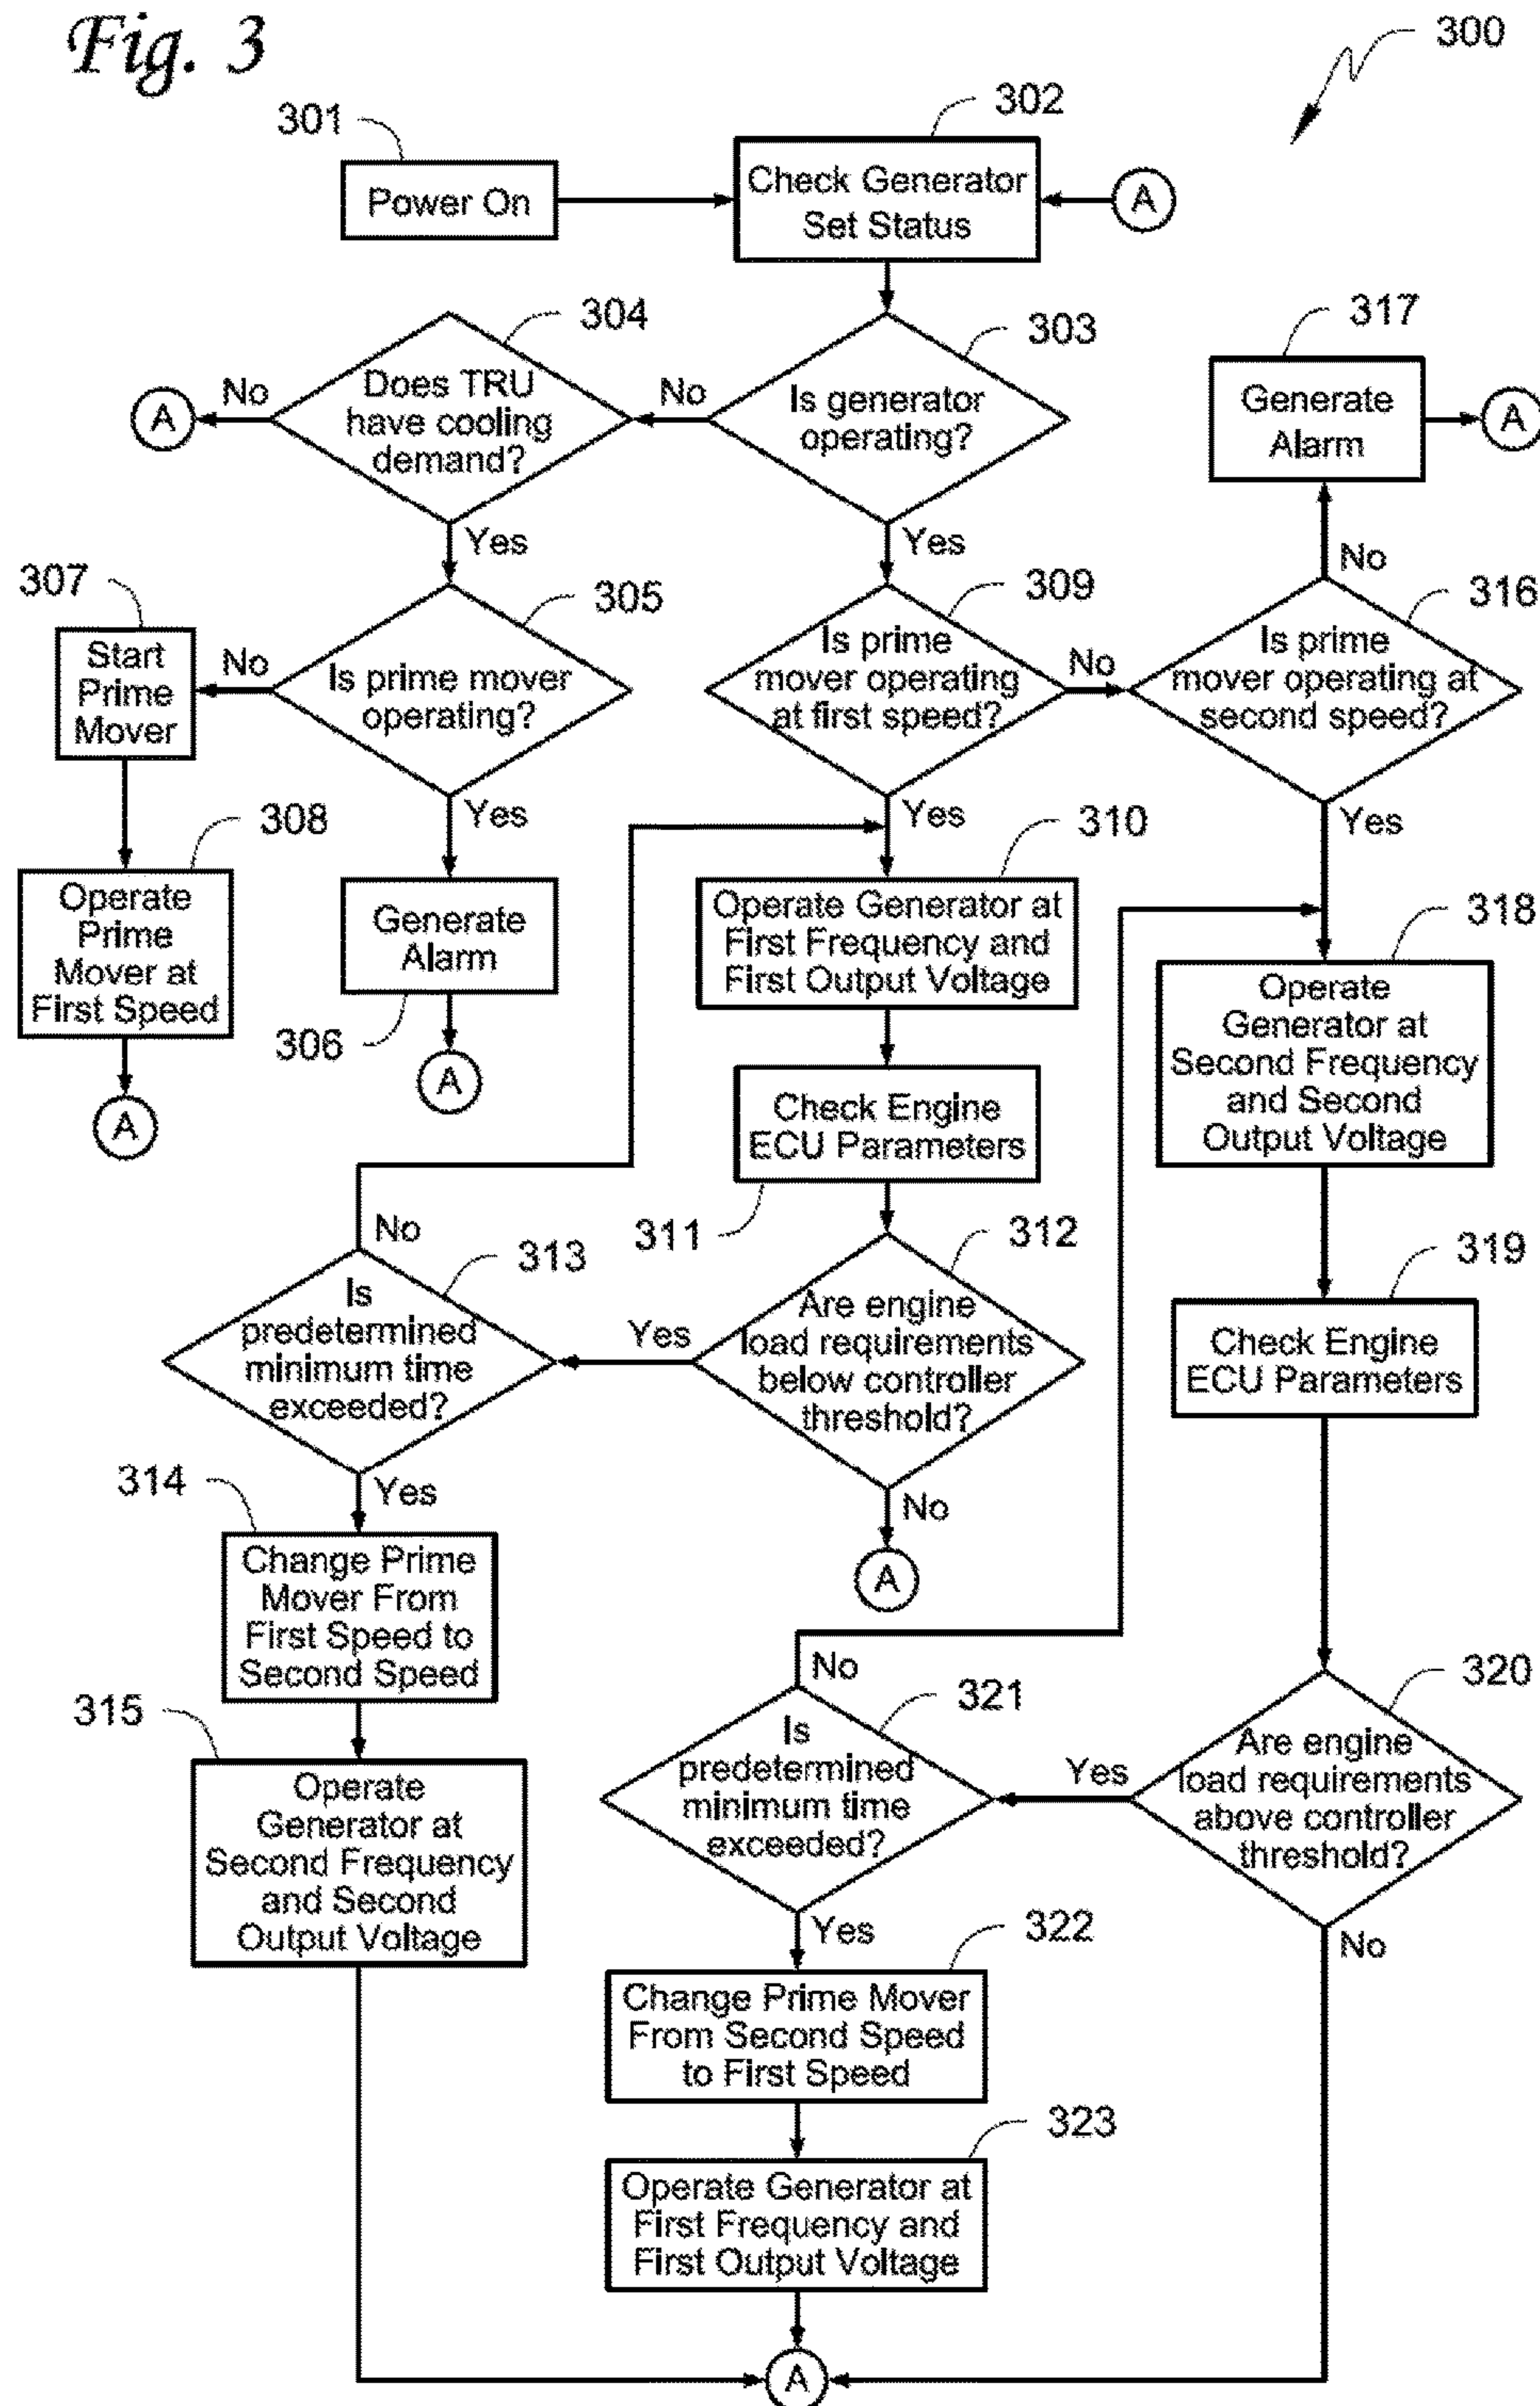 Fig. 3
300
301
302
Power On
Check Generator
Set Status
A
304
303
317
Does TRU
have cooling
demand?
No
A
No
Is generator
operating?
Generate
Alarm
A
Yes
Yes
No
307
305
309
316
Start
Prime
Mover
No
Is prime mover
operating?
Is prime
mover operating
at first speed?
No
Is prime
mover operating at
second speed?
Yes
Yes
Yes
308
310
318
Operate
Prime
Mover at
First Speed
Generate
Alarm
306
Operate Generator at
First Frequency and
First Output Voltage
Operate
Generator at
Second Frequency
and Second
Output Voltage
A
A
Check Engine
ECU Parameters
311
No
313
312
319
Is
predetermined
minimum time
exceeded?
Yes
Are engine
load requirements
below controller
threshold?
Check Engine
ECU Parameters
314
Yes
No
A
Change Prime
Mover From
First Speed to
Second Speed
No
320
315
321
Operate
Generator at
Second Frequency
and Second
Output Voltage
Is
predetermined
minimum time
exceeded?
Yes
Are engine
load requirements
above controller
threshold?
Yes
322
No
Change Prime Mover
From Second Speed
to First Speed
323
Operate Generator at
First Frequency and
First Output Voltage
A